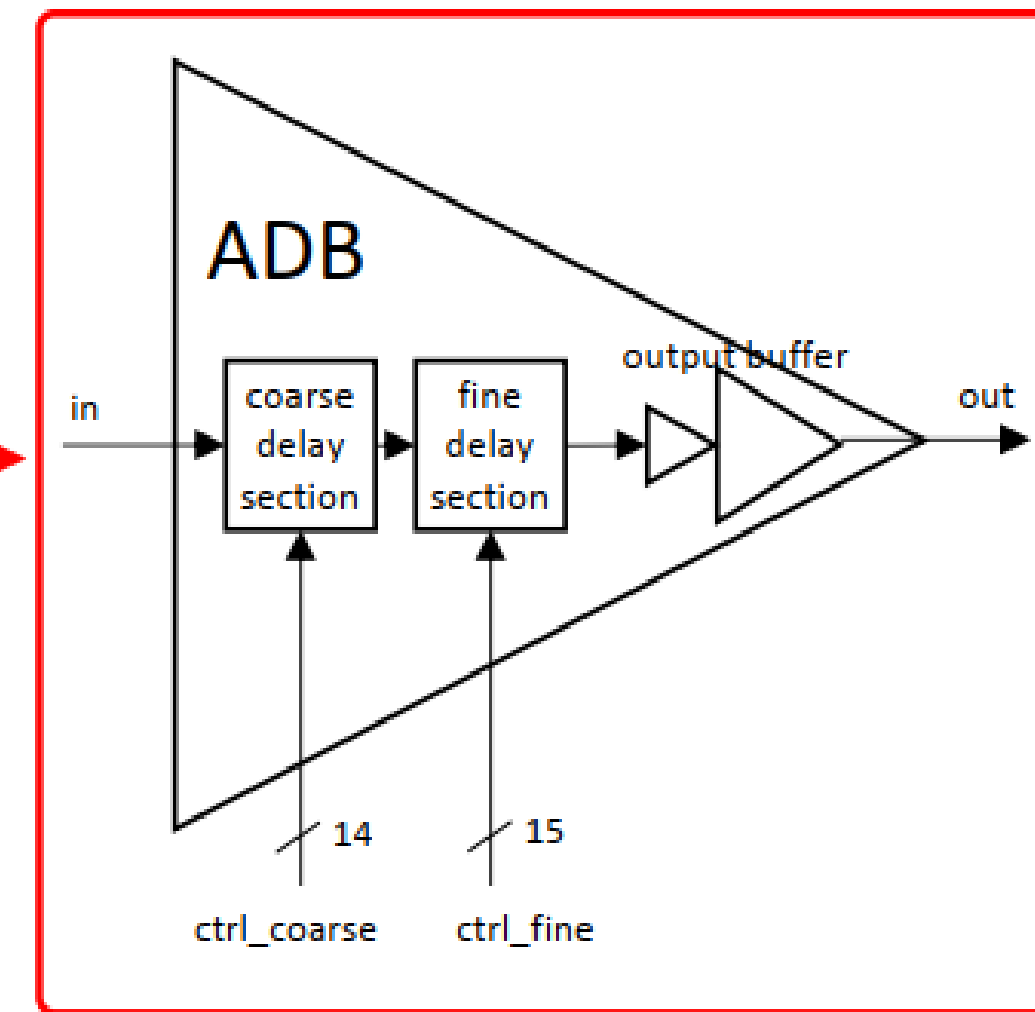 ADB
output buffer
in
coarse
delay
section
fine
delay
section
out
14
15
ctrl_coarse
ctrl_fine